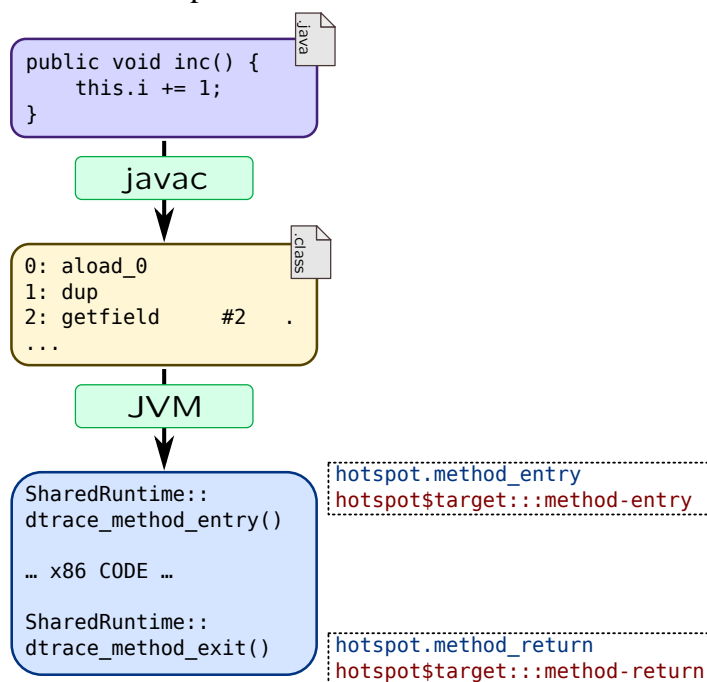 .java
public void inc() {
    this.i += 1;
}
javac
.class
0: aload_0
1: dup
2: getfield     #2   .
...
JVM
SharedRuntime::
dtrace_method_entry()
hotspot.method_entry
hotspot$target:::method-entry
… x86 CODE …
SharedRuntime::
dtrace_method_exit()
hotspot.method_return
hotspot$target:::method-return